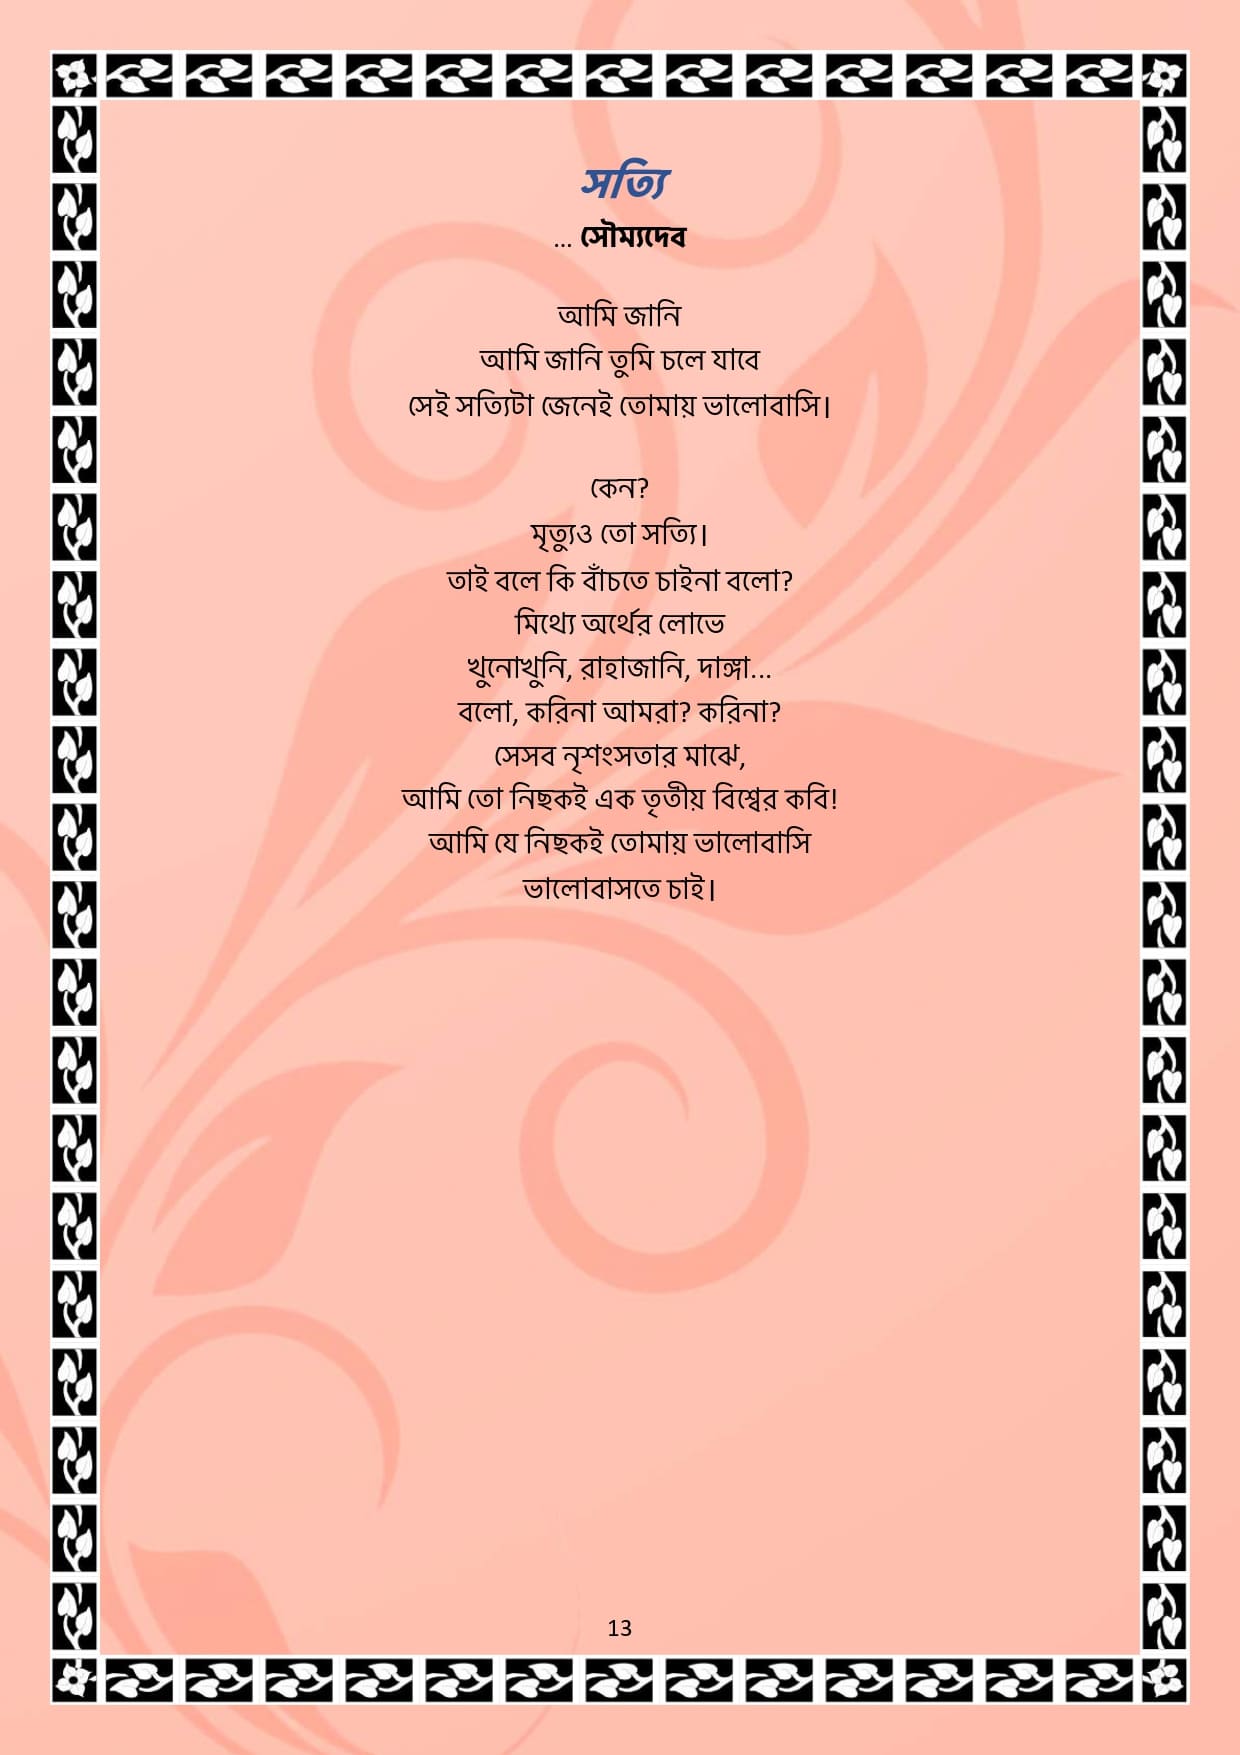 সত্যি
... সৌম্যদেব
আমি জানি
আমি জানি তুমি চলে যাবে
সেই সত্যিটা জেনেই তোমায় ভালোবাসি।
কেন?
মৃত্যুও তো সত্যি।
তাই বলে কি বাঁচতে চাইনা বলো?
মিথ্যে অর্থের লোভে
খুনোখুনি, রাহাজানি, দাঙ্গা...
বলো, করিনা আমরা? করিনা?
সেসব নৃশংসতার মাঝে,
আমি তো নিছকই এক তৃতীয় বিশ্বের কবি!
আমি যে নিছকই তোমায় ভালোবাসি
ভালোবাসতে চাই।
13